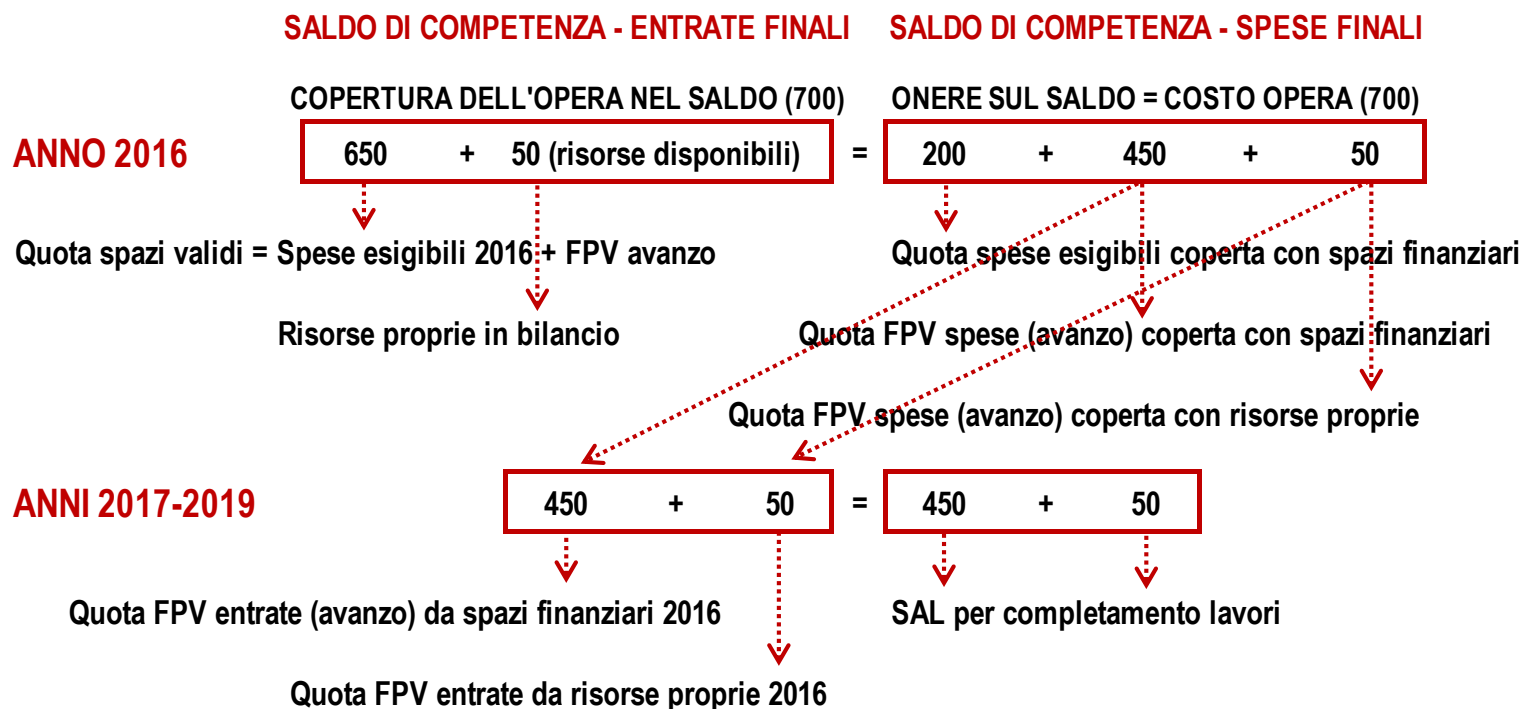 SALDO DI COMPETENZA - ENTRATE FINALI SALDO DI COMPETENZA - SPESE FINALI
COPERTURA DELL'OPERA NEL SALDO (700) ONERE SUL SALDO = COSTO OPERA (700)
ANNO 2016 650 + 50 (risorse disponibili) = 200 + 450 + 50
Quota spazi validi = Spese esigibili 2016 + FPV avanzo Quota spese esigibili coperta con spazi finanziari
Risorse proprie in bilancio Quota FPV spese (avanzo) coperta con spazi finanziari
Quota FPV spese (avanzo) coperta con risorse proprie
ANNI 2017-2019 450 + 50 = 450 + 50
Quota FPV entrate (avanzo) da spazi finanziari 2016 SAL per completamento lavori
Quota FPV entrate da risorse proprie 2016